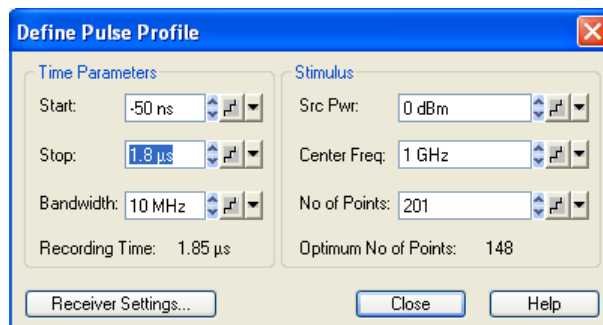 Define Pulse Profile
Time Parameters
Start: -50 ns
Stop: 1.8 µs
Bandwidth: 10 MHz
Recording Time: 1.85 µs
Stimulus
Src Pwr: 0 dBm
Center Freq: 1 GHz
No of Points: 201
Optimum No of Points: 148
Receiver Settings... Close Help